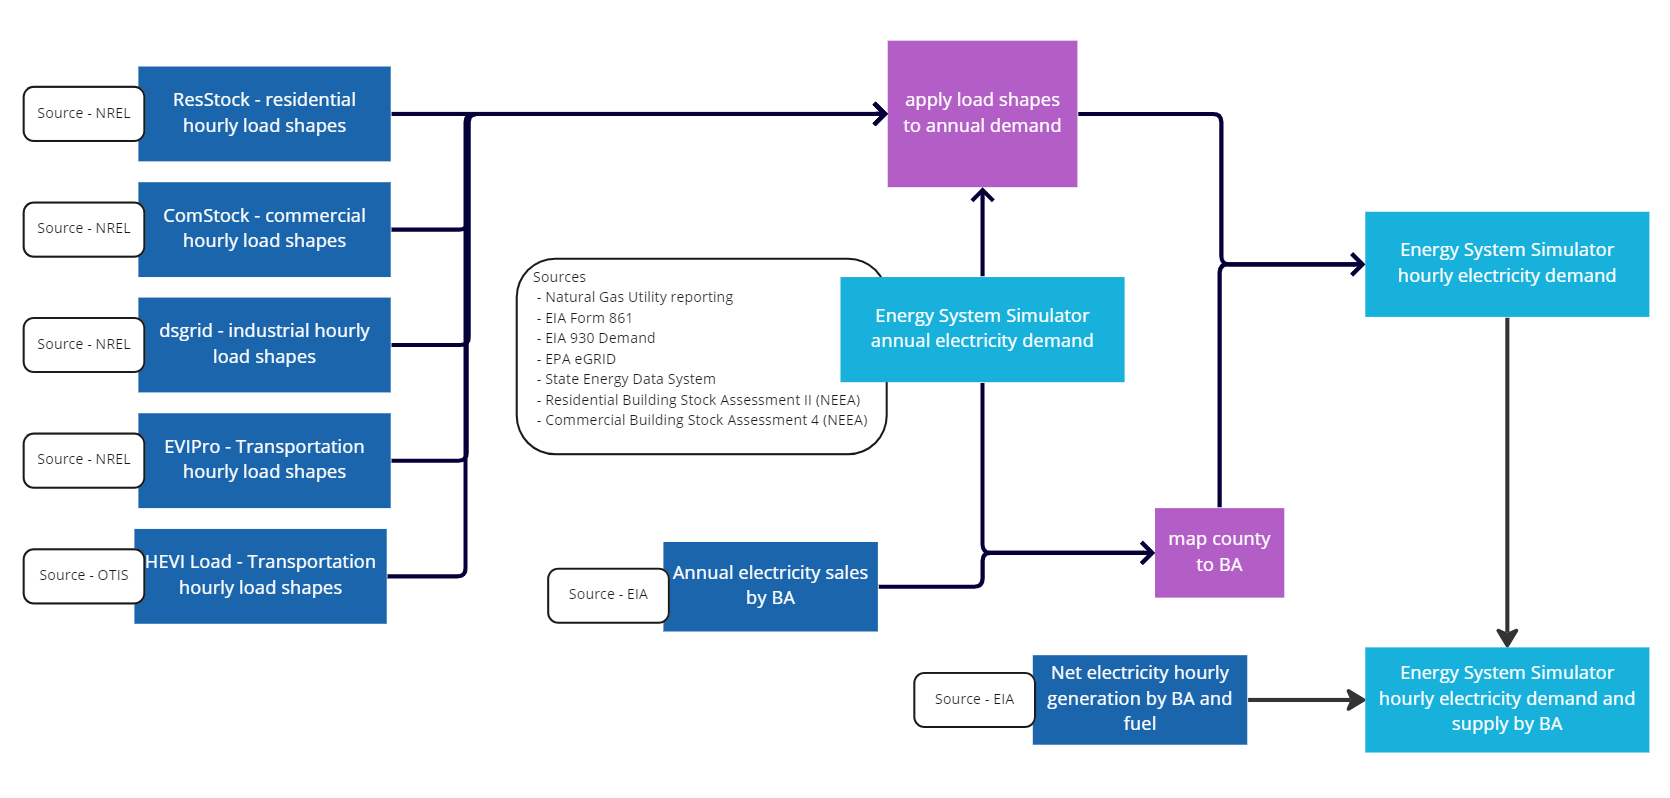 Source - NREL
ResStock - residential
hourly load shapes
apply load shapes
to annual demand
Source - NREL
ComStock - commercial
hourly load shapes
Energy System Simulator
hourly electricity demand
Source - NREL
dsgrid - industrial hourly
load shapes
Sources
- Natural Gas Utility reporting
- EIA Form 861
- EIA 930 Demand
- EPA eGRID
- State Energy Data System
- Residential Building Stock Assessment II (NEEA)
- Commercial Building Stock Assessment 4 (NEEA)
Energy System Simulator
annual electricity demand
Source - NREL
EVIPro - Transportation
hourly load shapes
Source - OTIS
HEVI Load - Transportation
hourly load shapes
Source - EIA
Annual electricity sales
by BA
map county
to BA
Source - EIA
Net electricity hourly
generation by BA and
fuel
Energy System Simulator
hourly electricity demand and
supply by BA